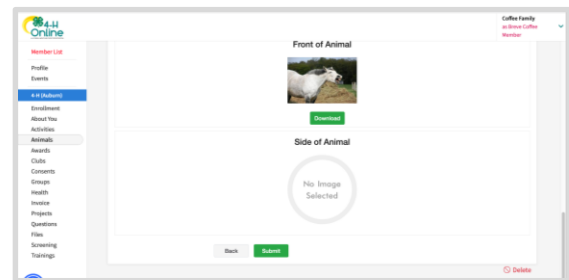 4-H
Online
Coffee Family
as Breve Coffee
Member
Member List
Profile
Events
4-H (Auburn)
Enrollment
About You
Activities
Animals
Awards
Clubs
Consents
Groups
Health
Invoice
Projects
Questions
Files
Screening
Trainings
Front of Animal
Download
Side of Animal
No Image
Selected
Back
Submit
Delete